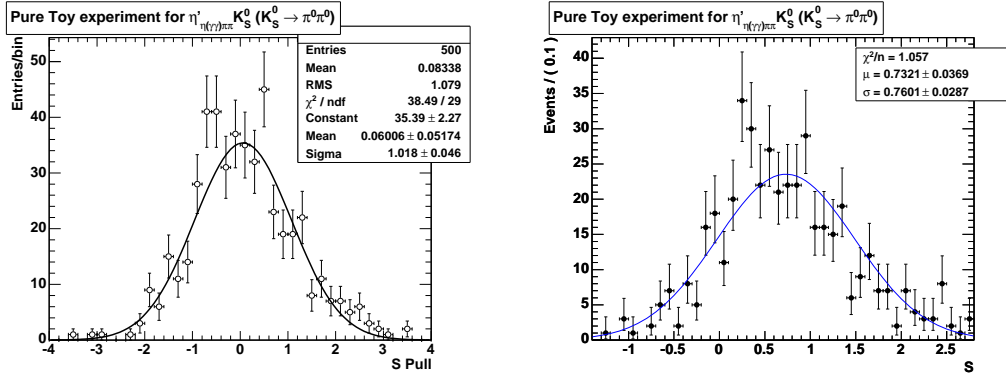 Pure Toy experiment for η'η(γγ)ππ K⁰S (K⁰S → π⁰π⁰)
Entries 500
Mean 0.08338
RMS 1.079
χ² / ndf 38.49 / 29
Constant 35.39 ± 2.27
Mean 0.06006 ± 0.05174
Sigma 1.018 ± 0.046
Entries/bin
50
40
30
20
10
0
-4 -3 -2 -1 0 1 2 3 4
S Pull
Pure Toy experiment for η'η(γγ)ππ K⁰S (K⁰S → π⁰π⁰)
χ²/n = 1.057
μ = 0.7321 ± 0.0369
σ = 0.7601 ± 0.0287
Events / ( 0.1 )
40
35
30
25
20
15
10
5
0
-1 -0.5 0 0.5 1 1.5 2 2.5
S